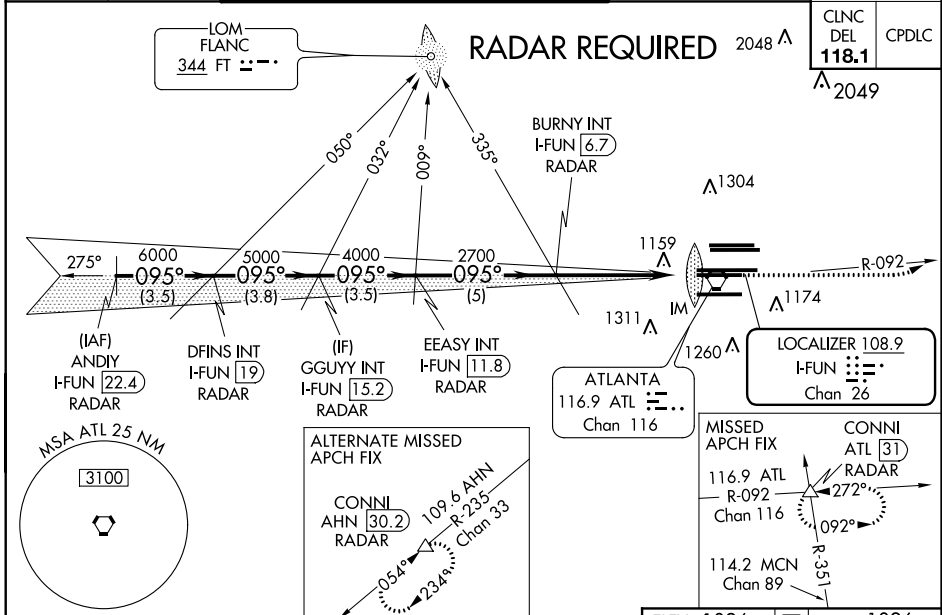 LOM
FLANC
344 FT
RADAR REQUIRED
2048
CLNC
DEL
118.1
CPDLC
2049
050°
032°
009°
335°
BURNY INT
I-FUN 6.7
RADAR
1304
275°
6000
095°
(3.5)
5000
095°
(3.8)
4000
095°
(3.5)
2700
095°
(5)
1159
R-092
IM
1174
1311
1260
(IAF)
ANDIY
I-FUN 22.4
RADAR
DFINS INT
I-FUN 19
RADAR
(IF)
GGUYY INT
I-FUN 15.2
RADAR
EEASY INT
I-FUN 11.8
RADAR
ATLANTA
116.9 ATL
Chan 116
LOCALIZER 108.9
I-FUN
Chan 26
MSA ATL 25 NM
3100
ALTERNATE MISSED
APCH FIX
CONNI
AHN 30.2
RADAR
109.6 AHN
R-235
Chan 33
054°
234°
MISSED
APCH FIX
CONNI
ATL 31
RADAR
116.9 ATL
R-092
Chan 116
272°
092°
R-351
114.2 MCN
Chan 89